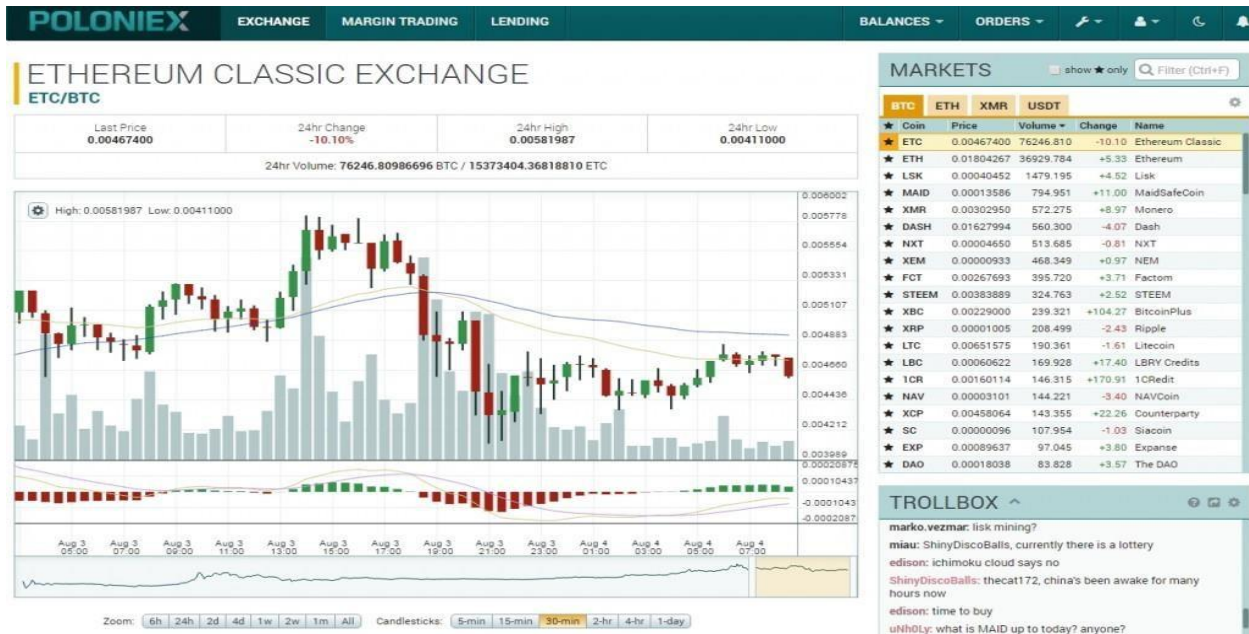 POLONIEX EXCHANGE MARGIN TRADING LENDING BALANCES ORDERS
ETHEREUM CLASSIC EXCHANGE
ETC/BTC
Last Price 24hr Change 24hr High 24hr Low
0.00467400 -10.10% 0.00581987 0.00411000
24hr Volume: 76246.80986696 BTC / 15373404.36818810 ETC
High: 0.00581987 Low: 0.00411000
0.006002
0.005778
0.005554
0.005331
0.005107
0.004883
0.004660
0.004436
0.004212
0.003989
0.00020875
0.00010437
-0.0001043
-0.0002087
Aug 3 Aug 3 Aug 3 Aug 3 Aug 3 Aug 3 Aug 3 Aug 3 Aug 3 Aug 3 Aug 3 Aug 4 Aug 4 Aug 4 Aug 4
05:00 07:00 09:00 11:00 13:00 15:00 17:00 19:00 21:00 23:00 01:00 03:00 05:00 07:00
Zoom: 6h 24h 2d 4d 1w 2w 1m All Candlesticks: 5-min 15-min 30-min 2-hr 4-hr 1-day
MARKETS show ★ only Filter (Ctrl+F)
BTC ETH XMR USDT
★ Coin Price Volume Change Name
★ ETC 0.00467400 76246.810 -10.10 Ethereum Classic
★ ETH 0.01804267 36929.784 +5.33 Ethereum
★ LSK 0.00040452 1479.195 +4.52 Lisk
★ MAID 0.00013586 794.951 +11.00 MaidSafeCoin
★ XMR 0.00302950 572.275 +8.97 Monero
★ DASH 0.01627994 560.300 -4.07 Dash
★ NXT 0.00004650 513.685 -0.81 NXT
★ XEM 0.00000933 468.349 +0.97 NEM
★ FCT 0.00267693 395.720 +3.71 Factom
★ STEEM 0.00383889 324.763 +2.52 STEEM
★ XBC 0.00229000 239.321 +104.27 BitcoinPlus
★ XRP 0.00001005 208.499 -2.43 Ripple
★ LTC 0.00651575 190.361 -1.61 Litecoin
★ LBC 0.00060622 169.928 +17.40 LBRY Credits
★ 1CR 0.00160114 146.315 +170.91 1CRedit
★ NAV 0.00003101 144.221 -3.40 NAVCoin
★ XCP 0.00458064 143.355 +22.26 Counterparty
★ SC 0.00000096 107.954 -1.03 Siacoin
★ EXP 0.00089637 97.045 +3.80 Expanse
★ DAO 0.00018038 83.828 +3.57 The DAO
TROLLBOX
marko.vezmar: lisk mining?
miau: ShinyDiscoBalls, currently there is a lottery
edison: ichimoku cloud says no
ShinyDiscoBalls: thecat172, china's been awake for many
hours now
edison: time to buy
uNh0Ly: what is MAID up to today? anyone?